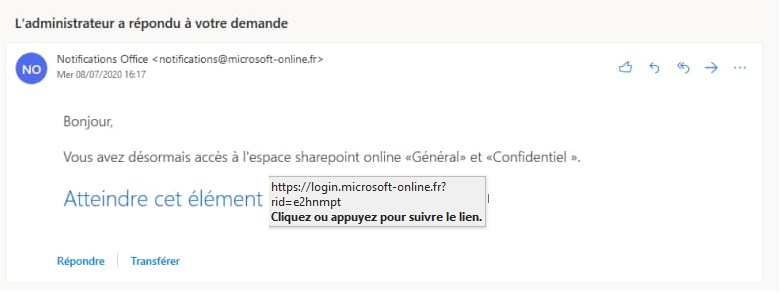 L'administrateur a répondu à votre demande
NO
Notifications Office <notifications@microsoft-online.fr>
Mer 08/07/2020 16:17
Bonjour,
Vous avez désormais accès à l'espace sharepoint online «Général» et «Confidentiel ».
Atteindre cet élément
https://login.microsoft-online.fr?
rid=e2hnmpt
Cliquez ou appuyez pour suivre le lien.
Répondre
Transférer